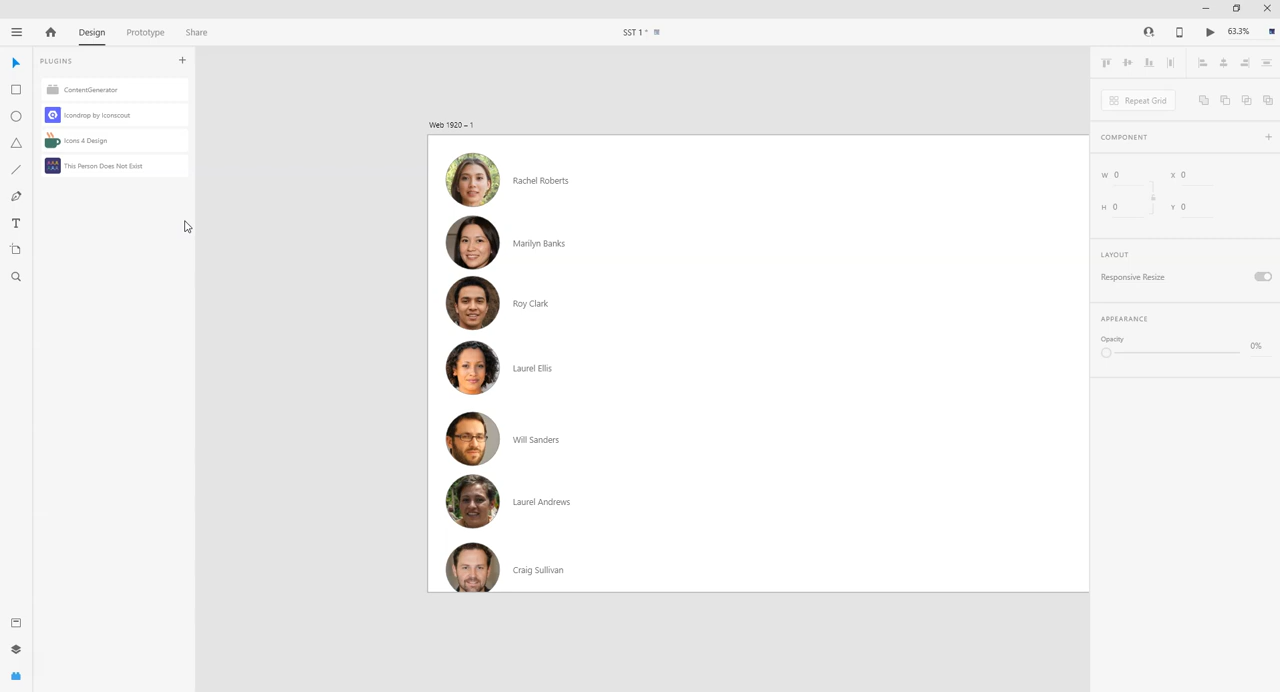 Design Prototype Share SST 1 * 63.3%
PLUGINS +
ContentGenerator
Icondrop by Iconscout
Icons 4 Design
This Person Does Not Exist
T
Web 1920 – 1
Rachel Roberts
Marilyn Banks
Roy Clark
Laurel Ellis
Will Sanders
Laurel Andrews
Craig Sullivan
Repeat Grid
COMPONENT +
W 0 X 0
H 0 Y 0
LAYOUT
Responsive Resize
APPEARANCE
Opacity
0%